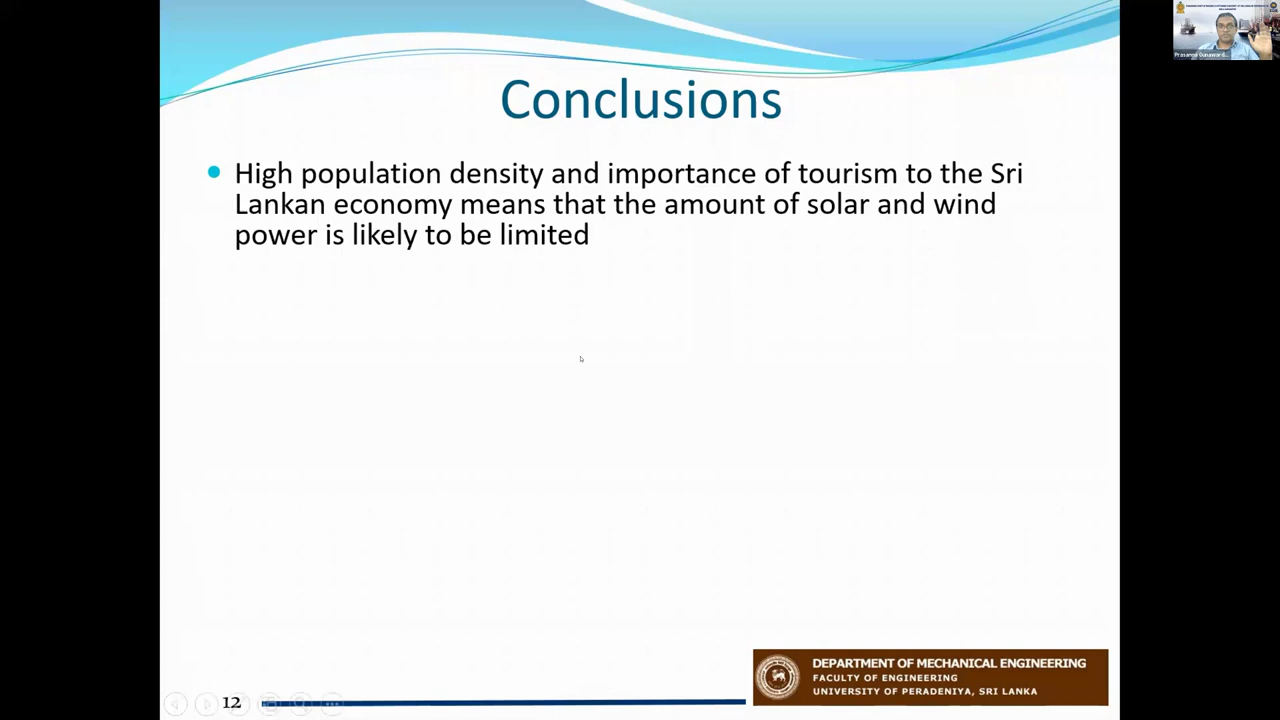 Conclusions
High population density and importance of tourism to the Sri
Lankan economy means that the amount of solar and wind
power is likely to be limited
12
DEPARTMENT OF MECHANICAL ENGINEERING
FACULTY OF ENGINEERING
UNIVERSITY OF PERADENIYA, SRI LANKA